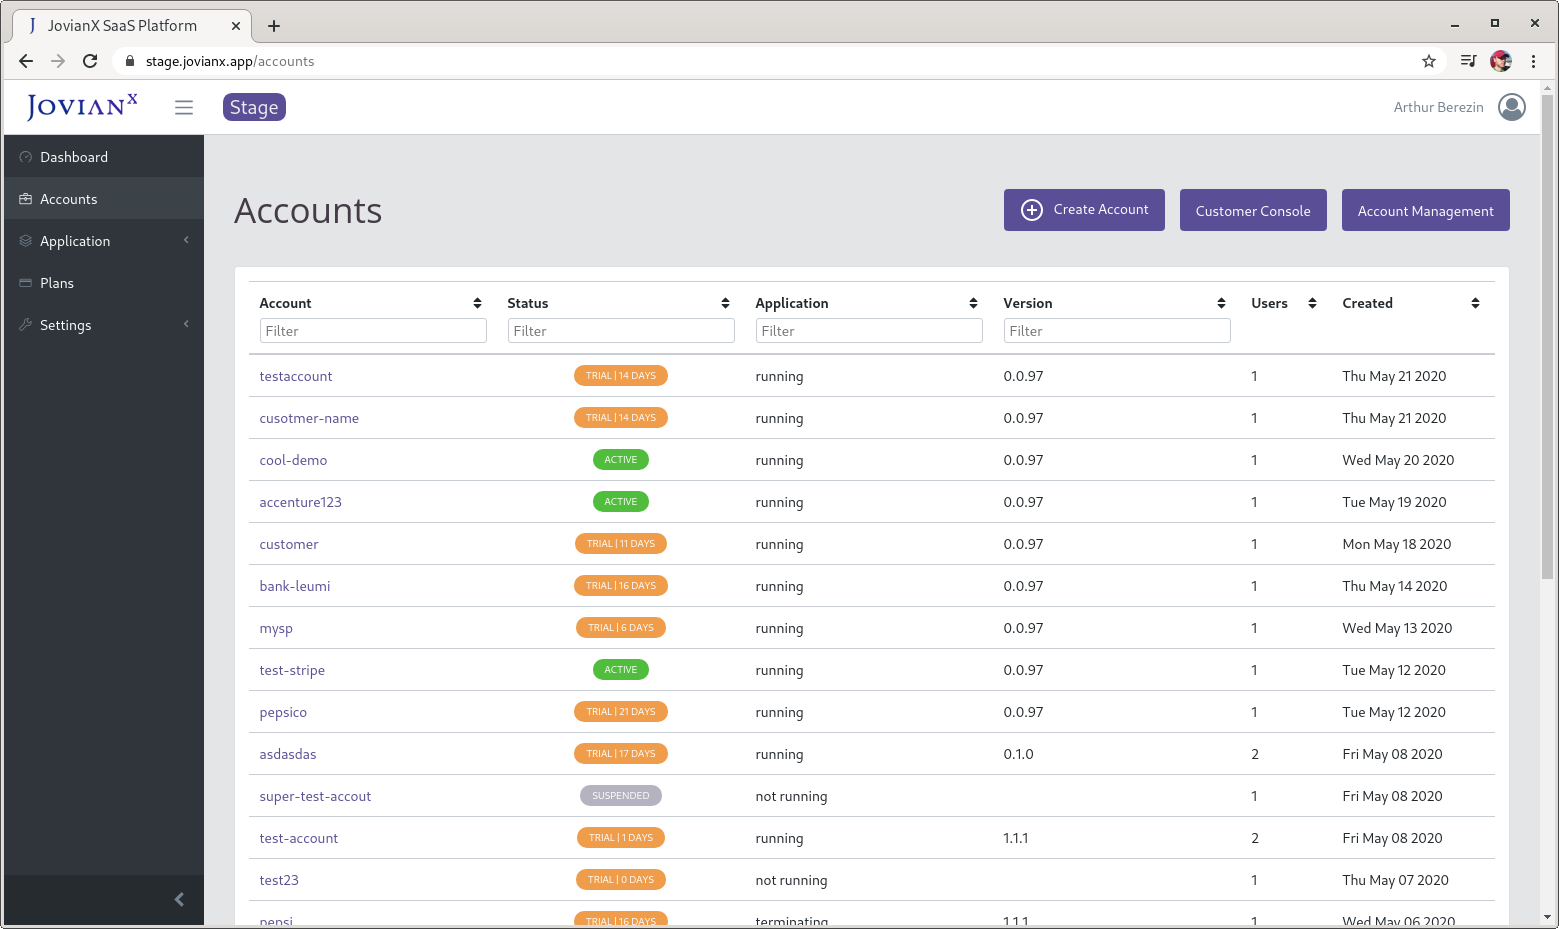 J JovianX SaaS Platform
stage.jovianx.app/accounts
JOVIANX Stage Arthur Berezin
Dashboard
Accounts
Application
Plans
Settings
Accounts Create Account Customer Console Account Management
Account Status Application Version Users Created
Filter Filter Filter Filter
testaccount TRIAL | 14 DAYS running 0.0.97 1 Thu May 21 2020
cusotmer-name TRIAL | 14 DAYS running 0.0.97 1 Thu May 21 2020
cool-demo ACTIVE running 0.0.97 1 Wed May 20 2020
accenture123 ACTIVE running 0.0.97 1 Tue May 19 2020
customer TRIAL | 11 DAYS running 0.0.97 1 Mon May 18 2020
bank-leumi TRIAL | 16 DAYS running 0.0.97 1 Thu May 14 2020
mysp TRIAL | 6 DAYS running 0.0.97 1 Wed May 13 2020
test-stripe ACTIVE running 0.0.97 1 Tue May 12 2020
pepsico TRIAL | 21 DAYS running 0.0.97 1 Tue May 12 2020
asdasdas TRIAL | 17 DAYS running 0.1.0 2 Fri May 08 2020
super-test-accout SUSPENDED not running 1 Fri May 08 2020
test-account TRIAL | 1 DAYS running 1.1.1 2 Fri May 08 2020
test23 TRIAL | 0 DAYS not running 1 Thu May 07 2020
pepsi TRIAL | 16 DAYS terminating 1.1.1 1 Wed May 06 2020